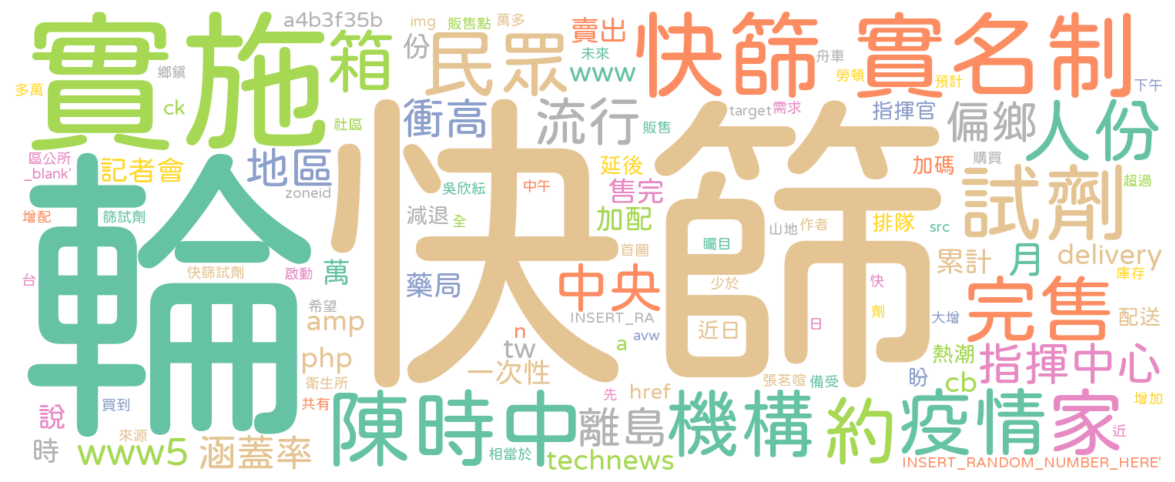 實施
箱
a4b3f35b
img
販售點
萬多
份
民眾
賣出
未來
www
快篩
舟車
實名制
勞頓
預計
下午
鄉鎮
多萬
ck
社區
衝高
流行
販售
target
需求
指揮官
偏鄉
人份
區公所
_blank'
記者會
地區
zoneid
吳欣紜
延後
售完
中午
加碼
購買
試劑
超過
增配
篩試劑
輪
快篩
減退
全
加配
首圖
矚目
山地
作者
排隊
src
台
快篩試劑
啟動
萬
藥局
中央
少於
快
累計
月
delivery
庫存
希望
amp
INSERT_RA
近日
劑
日
大增
完售
配送
php
n
tw
a
avw
熱潮
指揮中心
衛生所
一次性
張茗喧
備受
盼
cb
說
買到
共有
先
href
增加
陳時中
離島
機構
約
疫情
家
近
時
來源
www5
涵蓋率
相當於
technews
INSERT_RANDOM_NUMBER_HERE'